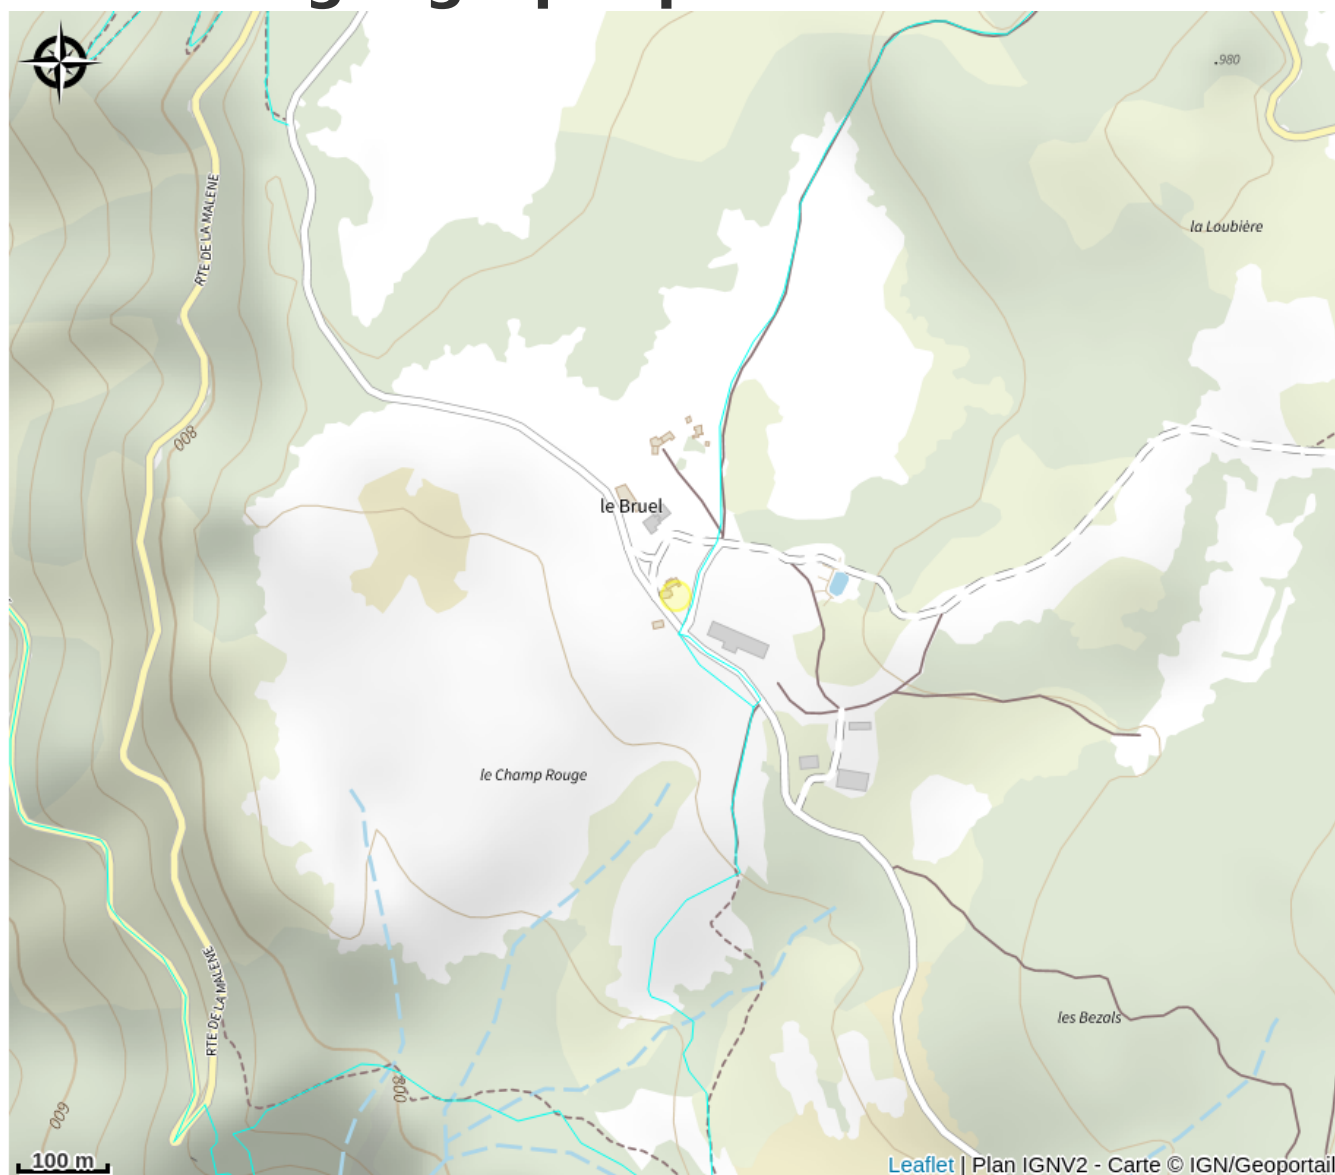 980
RTE DE LA MALENE
la Loubière
800
le Bruel
le Champ Rouge
RTE DE LA MALENE
les Bezals
800
600
100 m
Leaflet | Plan IGNV2 - Carte © IGN/Geoportail